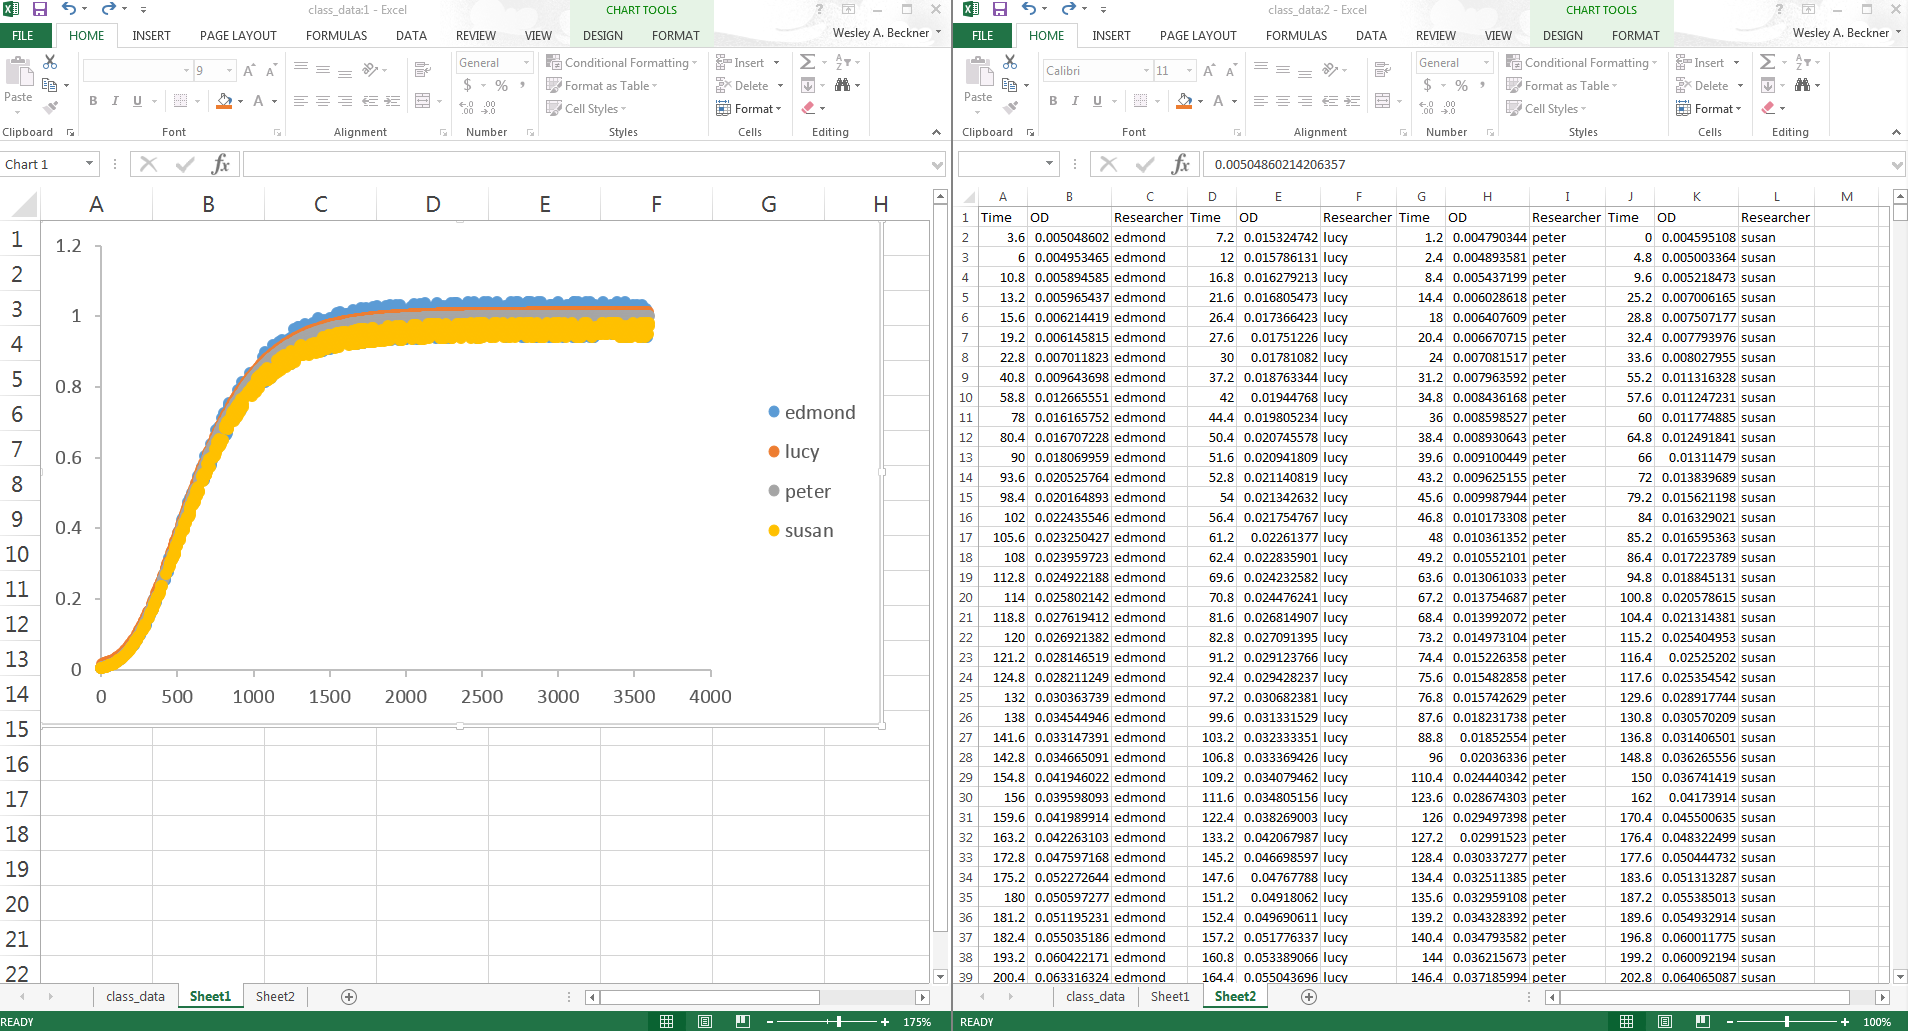 class_data:1 - Excel
CHART TOOLS
FILE HOME INSERT PAGE LAYOUT FORMULAS DATA REVIEW VIEW DESIGN FORMAT Wesley A. Beckner
Paste General Conditional Formatting Insert
9 Format as Table Delete
B I U A $ % Cell Styles Format
Clipboard Font Alignment Number Styles Cells Editing
Chart 1 fx
A B C D E F G H
1
2
3
4
5
6
7
8
9
10
11
12
13
14
15
16
17
18
19
20
21
22
1.2
1
0.8
0.6
0.4
0.2
0
0 500 1000 1500 2000 2500 3000 3500 4000
edmond
lucy
peter
susan
class_data Sheet1 Sheet2
READY 175%
class_data:2 - Excel
CHART TOOLS
FILE HOME INSERT PAGE LAYOUT FORMULAS DATA REVIEW VIEW DESIGN FORMAT Wesley A. Beckner
Paste Calibri 11 General Conditional Formatting Insert
Format as Table Delete
B I U A $ % Cell Styles Format
Clipboard Font Alignment Number Styles Cells Editing
fx 0.00504860214206357
A B C D E F G H I J K L M
1 Time OD Researcher Time OD Researcher Time OD Researcher Time OD Researcher
2 3.6 0.005048602 edmond 7.2 0.015324742 lucy 1.2 0.004790344 peter 0 0.004595108 susan
3 6 0.004953465 edmond 12 0.015786131 lucy 2.4 0.004893581 peter 4.8 0.005003364 susan
4 10.8 0.005894585 edmond 16.8 0.016279213 lucy 8.4 0.005437199 peter 9.6 0.005218473 susan
5 13.2 0.005965437 edmond 21.6 0.016805473 lucy 14.4 0.006028618 peter 25.2 0.007006165 susan
6 15.6 0.006214419 edmond 26.4 0.017366423 lucy 18 0.006407609 peter 28.8 0.007507177 susan
7 19.2 0.006145815 edmond 27.6 0.01751226 lucy 20.4 0.006670715 peter 32.4 0.007793976 susan
8 22.8 0.007011823 edmond 30 0.01781082 lucy 24 0.007081517 peter 33.6 0.008027955 susan
9 40.8 0.009643698 edmond 37.2 0.018763344 lucy 31.2 0.007963592 peter 55.2 0.011316328 susan
10 58.8 0.012665551 edmond 42 0.01944768 lucy 34.8 0.008436168 peter 57.6 0.011247231 susan
11 78 0.016165752 edmond 44.4 0.019805234 lucy 36 0.008598527 peter 60 0.011774885 susan
12 80.4 0.016707228 edmond 50.4 0.020745578 lucy 38.4 0.008930643 peter 64.8 0.012491841 susan
13 90 0.018069959 edmond 51.6 0.020941809 lucy 39.6 0.009100449 peter 66 0.01311479 susan
14 93.6 0.020525764 edmond 52.8 0.021140819 lucy 43.2 0.009625155 peter 72 0.013839689 susan
15 98.4 0.020164893 edmond 54 0.021342632 lucy 45.6 0.009987944 peter 79.2 0.015621198 susan
16 102 0.022435546 edmond 56.4 0.021754767 lucy 46.8 0.010173308 peter 84 0.016329021 susan
17 105.6 0.023250427 edmond 61.2 0.02261377 lucy 48 0.010361352 peter 85.2 0.016595363 susan
18 108 0.023959723 edmond 62.4 0.022835901 lucy 49.2 0.010552101 peter 86.4 0.017223789 susan
19 112.8 0.024922188 edmond 69.6 0.024232582 lucy 63.6 0.013061033 peter 94.8 0.018845131 susan
20 114 0.025802142 edmond 70.8 0.024476241 lucy 67.2 0.013754687 peter 100.8 0.020578615 susan
21 118.8 0.027619412 edmond 81.6 0.026814907 lucy 68.4 0.013992072 peter 104.4 0.021314381 susan
22 120 0.026921382 edmond 82.8 0.027091395 lucy 73.2 0.014973104 peter 115.2 0.025404953 susan
23 121.2 0.028146519 edmond 91.2 0.029123766 lucy 74.4 0.015226358 peter 116.4 0.02525202 susan
24 124.8 0.028211249 edmond 92.4 0.029428237 lucy 75.6 0.015482858 peter 117.6 0.025354542 susan
25 132 0.030363739 edmond 97.2 0.030682381 lucy 76.8 0.015742629 peter 129.6 0.028917744 susan
26 138 0.034544946 edmond 99.6 0.031331529 lucy 87.6 0.018231738 peter 130.8 0.030570209 susan
27 141.6 0.033147391 edmond 103.2 0.032333351 lucy 88.8 0.01852554 peter 136.8 0.031406501 susan
28 142.8 0.034665091 edmond 106.8 0.033369426 lucy 96 0.02036336 peter 148.8 0.036265556 susan
29 154.8 0.041946022 edmond 109.2 0.034079462 lucy 110.4 0.024440342 peter 150 0.036741419 susan
30 156 0.039598093 edmond 111.6 0.034805156 lucy 123.6 0.028674303 peter 162 0.04173914 susan
31 159.6 0.041989914 edmond 122.4 0.038269003 lucy 126 0.029497398 peter 170.4 0.045500635 susan
32 163.2 0.042263103 edmond 133.2 0.042067987 lucy 127.2 0.02991523 peter 176.4 0.048322499 susan
33 172.8 0.047597168 edmond 145.2 0.046698597 lucy 128.4 0.030337277 peter 177.6 0.050444732 susan
34 175.2 0.052272644 edmond 147.6 0.04767788 lucy 134.4 0.032511385 peter 183.6 0.051313287 susan
35 180 0.050597277 edmond 151.2 0.04918062 lucy 135.6 0.032959108 peter 187.2 0.055385013 susan
36 181.2 0.051195231 edmond 152.4 0.049690611 lucy 139.2 0.034328392 peter 189.6 0.054932914 susan
37 182.4 0.055035186 edmond 157.2 0.051776337 lucy 140.4 0.034793582 peter 196.8 0.060011775 susan
38 193.2 0.060422171 edmond 160.8 0.053389066 lucy 144 0.036215673 peter 199.2 0.060092194 susan
39 200.4 0.063316324 edmond 164.4 0.055043696 lucy 146.4 0.037185994 peter 202.8 0.064065087 susan
class_data Sheet1 Sheet2
READY 100%